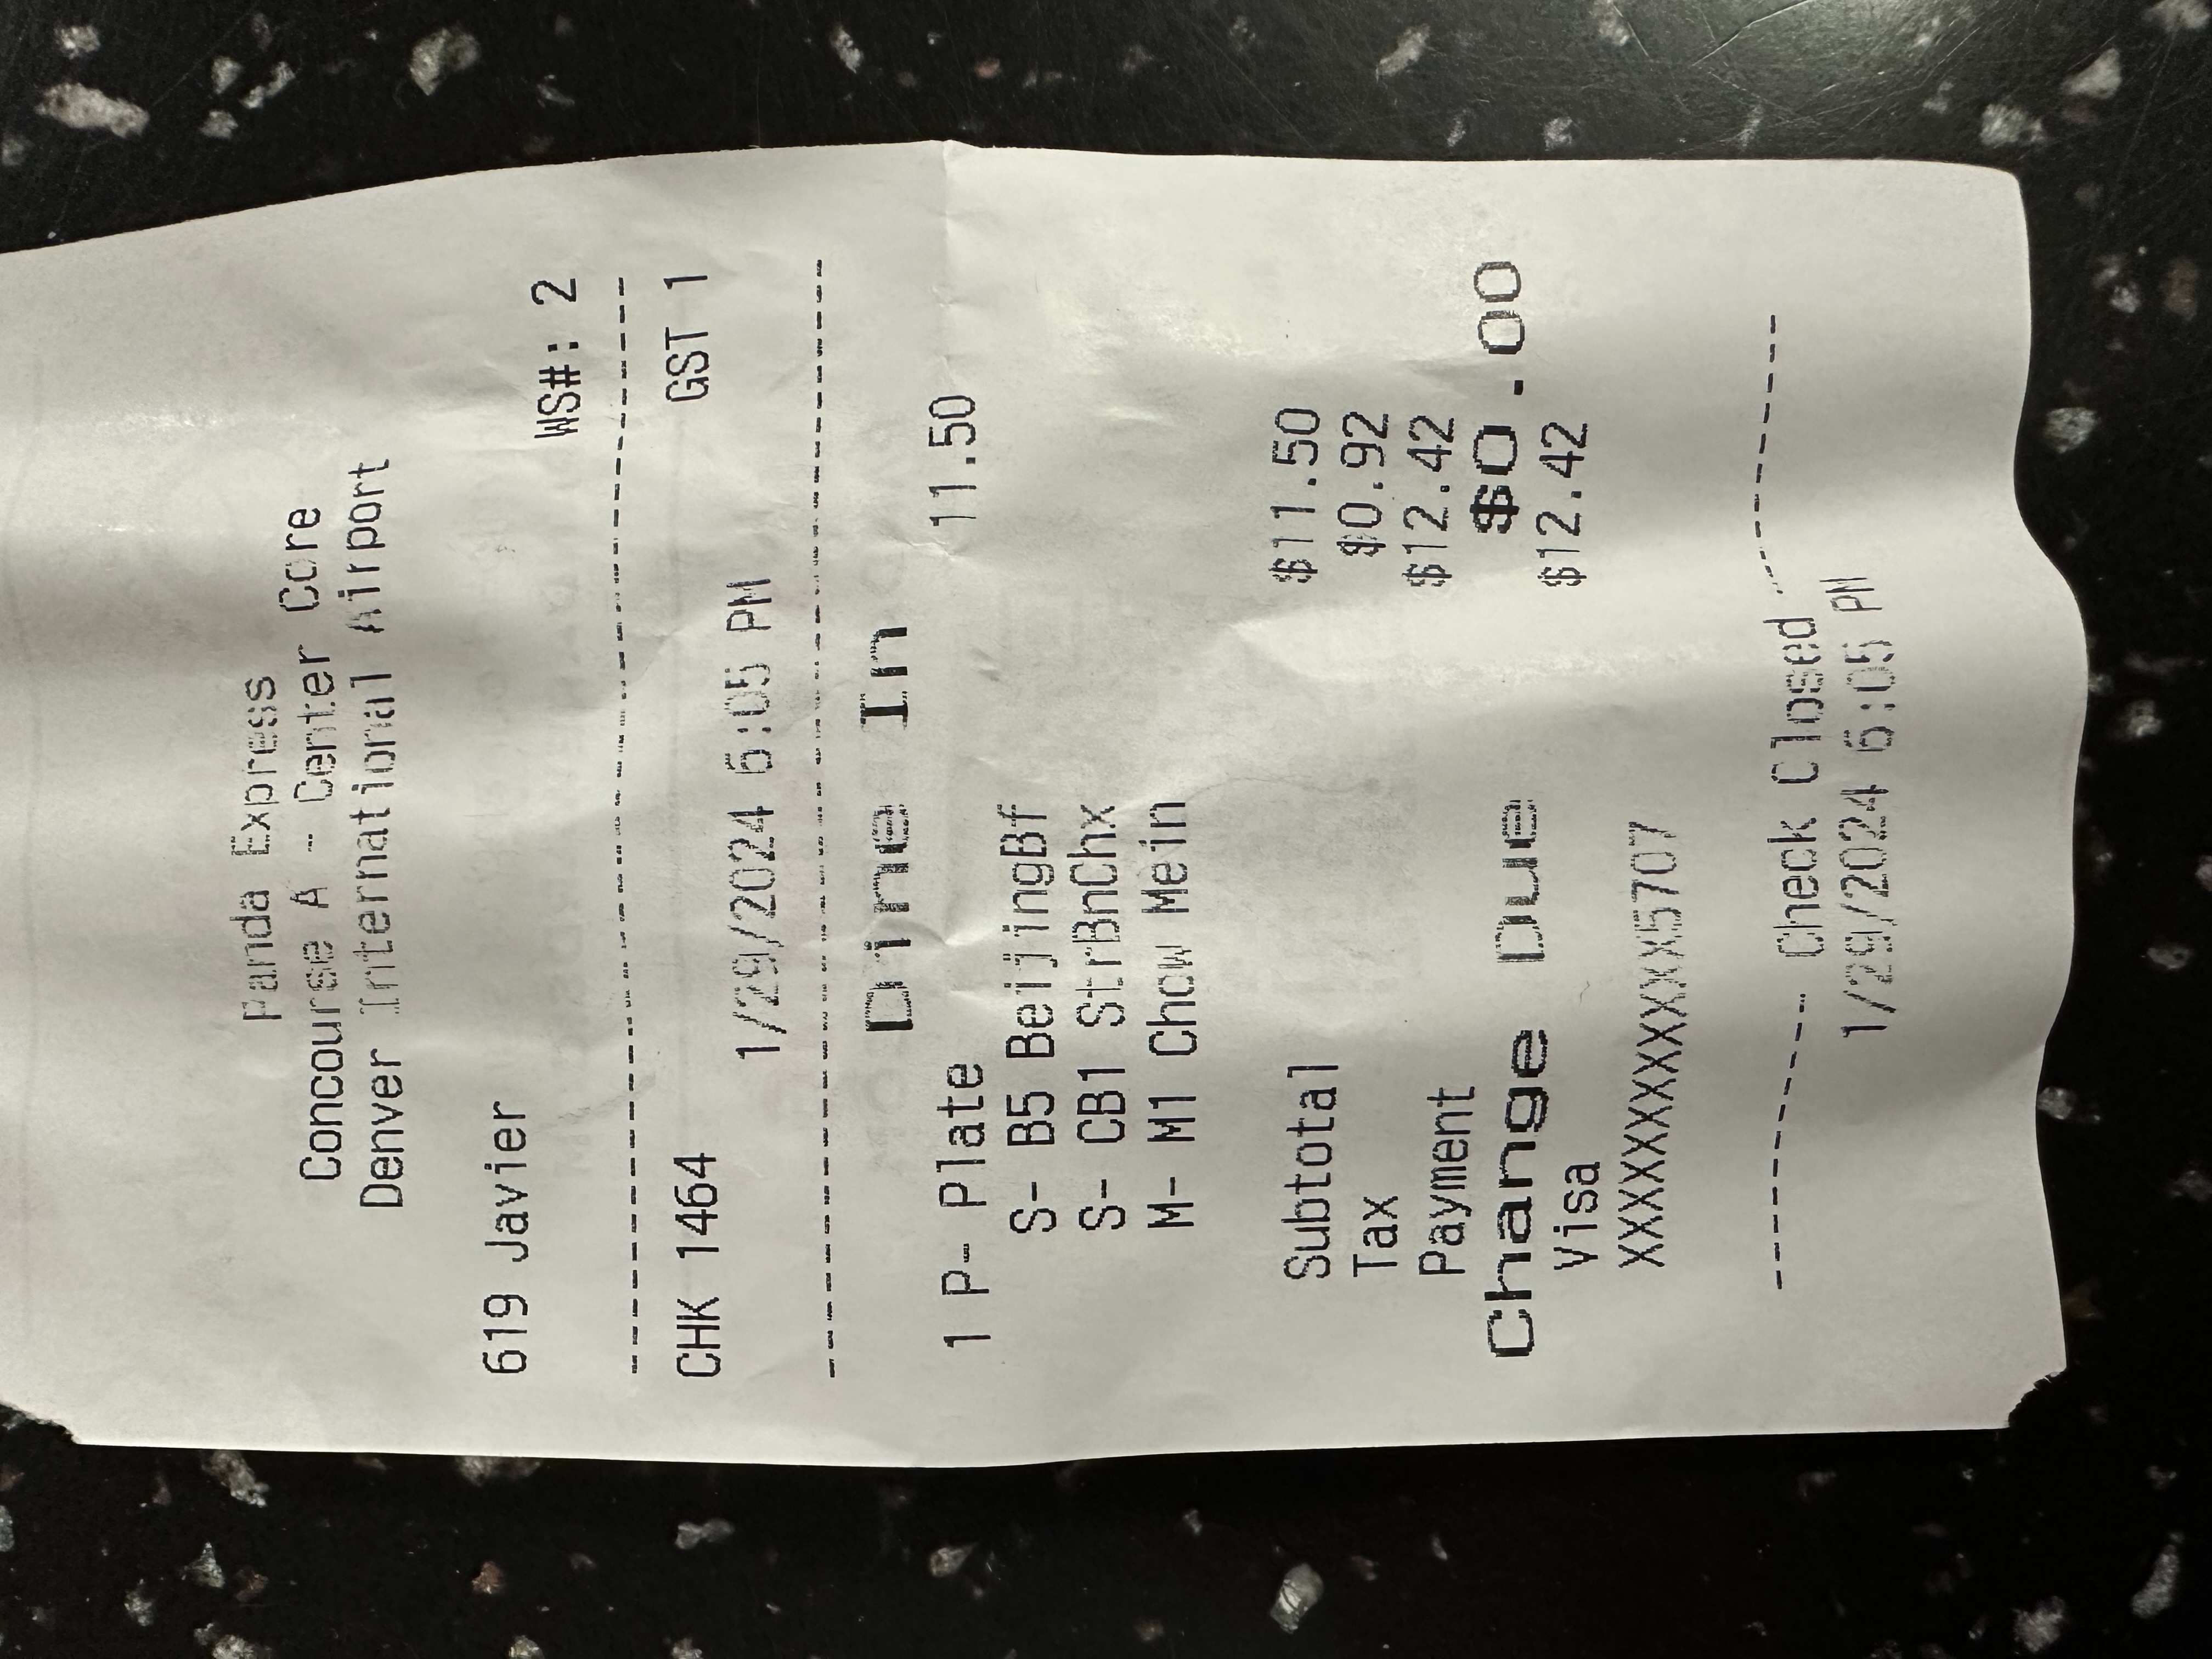 Panda Express
Concourse A - Center Core
Denver International Airport
619 Javier
WS#: 2
--------------------------------------
CHK 1464 GST 1
1/29/2024 6:05 PM
--------------------------------------
Dine In
1 P- Plate 11.50
S- B5 BeijingBf
S- CB1 StrBnChx
M- M1 Chow Mein
Subtotal $11.50
Tax $0.92
Payment $12.42
Change Due $0.00
Visa $12.42
XXXXXXXXXXXX5707
----------- Check Closed -----------
1/29/2024 6:05 PM